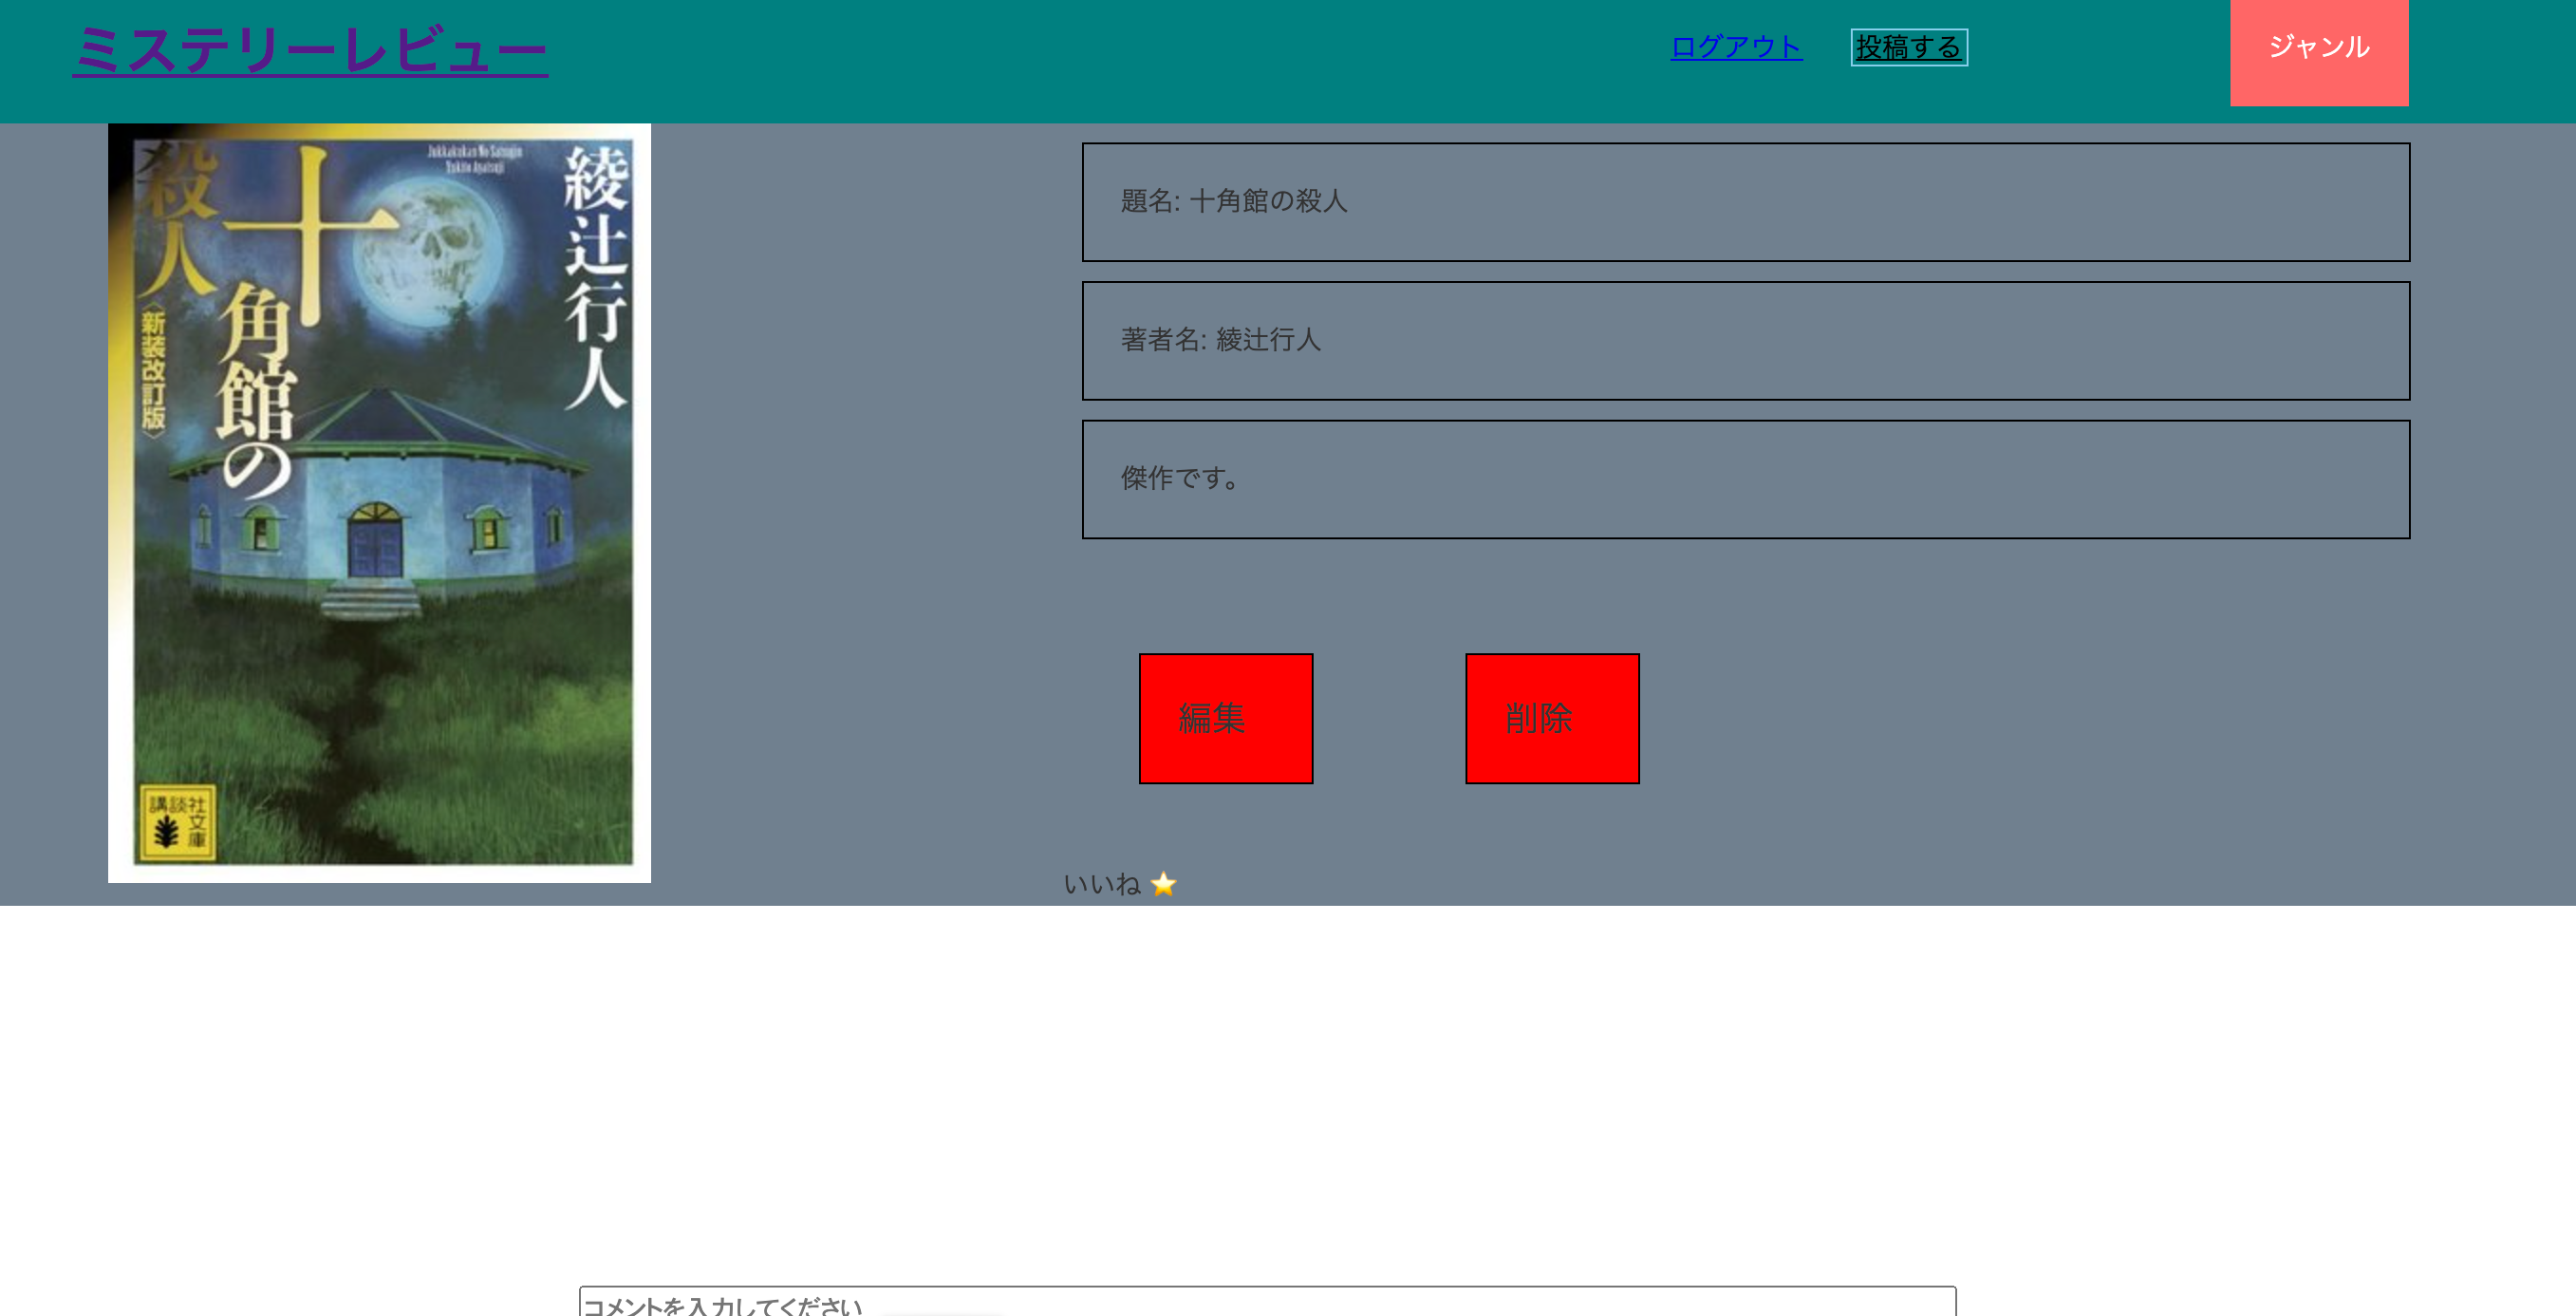 ミステリーレビュー
ログアウト
投稿する
ジャンル
Jukkakukan No Satsujin
Yukito Ayatsuji
綾辻行人
十角館の
殺人
〈新装改訂版〉
講談社
文庫
題名: 十角館の殺人
著者名: 綾辻行人
傑作です。
編集
削除
いいね ⭐
コメントを入力してください